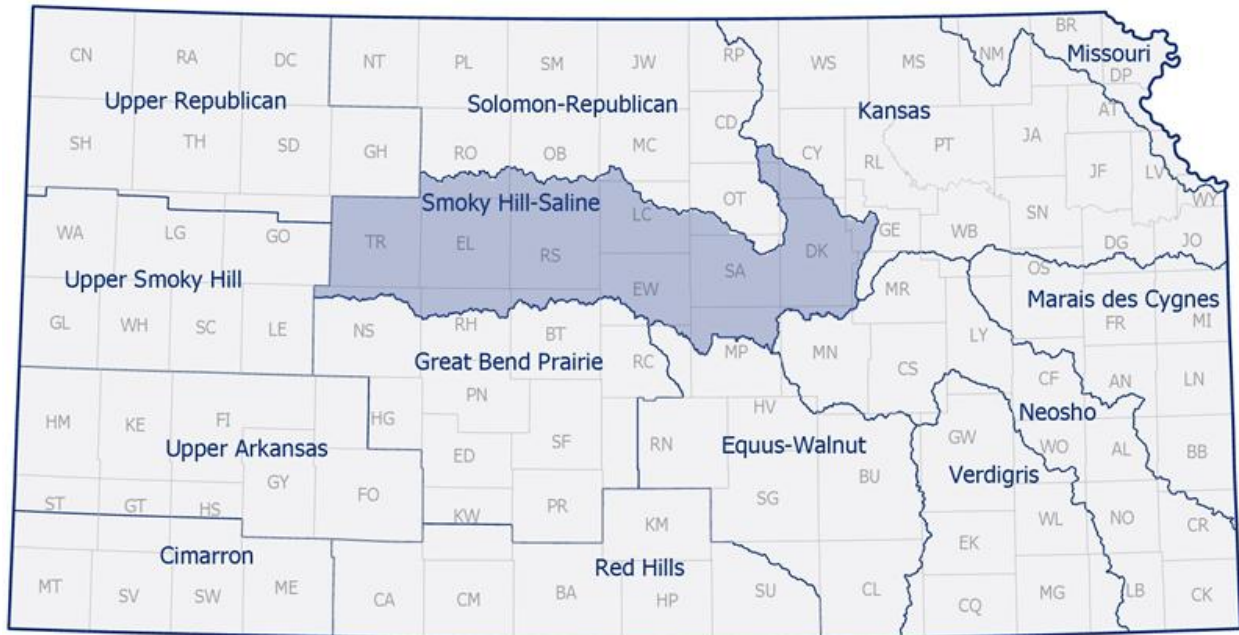 BR
CN RA DC NT PL SM JW RP WS MS NM Missouri
DP
Upper Republican Solomon-Republican Kansas
AT
SH TH SD GH RO OB MC CD CY RL PT JA JF LV
WY
Smoky Hill-Saline OT SN
LC
WA LG GO TR EL RS SA DK GE WB DG JO
OS
Upper Smoky Hill EW MR Marais des Cygnes
GL WH SC LE NS RH BT LY FR MI
Great Bend Prairie RC MP MN CS CF AN LN
PN
HM KE FI HG HV Neosho
Upper Arkansas ED SF RN Equus-Walnut GW WO AL BB
GY FO SG BU Verdigris
ST GT HS KW PR KM WL NO CR
Cimarron Red Hills EK
MT SV SW ME CA CM BA HP SU CL CQ MG LB CK